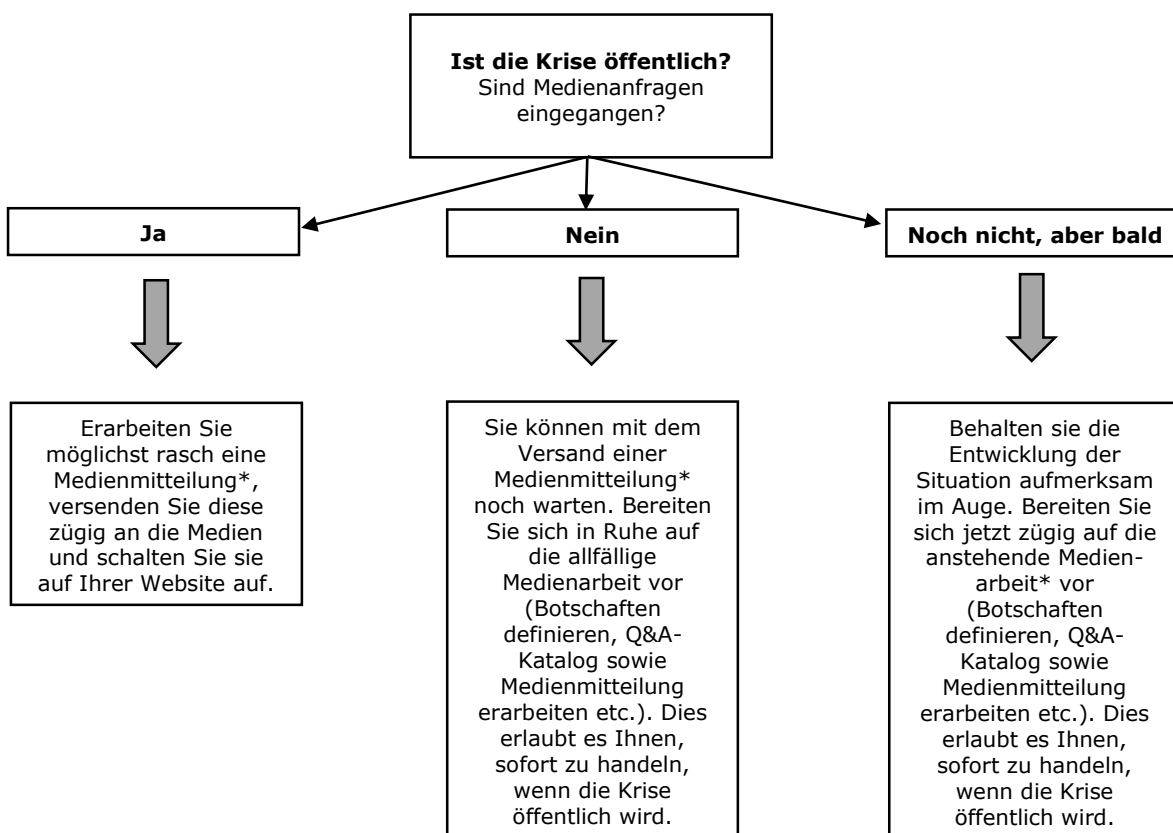 Ist die Krise öffentlich?
Sind Medienanfragen
eingegangen?
Ja
Nein
Noch nicht, aber bald
Erarbeiten Sie
möglichst rasch eine
Medienmitteilung*,
versenden Sie diese
zügig an die Medien
und schalten Sie sie
auf Ihrer Website auf.
Sie können mit dem
Versand einer
Medienmitteilung*
noch warten. Bereiten
Sie sich in Ruhe auf
die allfällige
Medienarbeit vor
(Botschaften
definieren, Q&A-
Katalog sowie
Medienmitteilung
erarbeiten etc.). Dies
erlaubt es Ihnen,
sofort zu handeln,
wenn die Krise
öffentlich wird.
Behalten sie die
Entwicklung der
Situation aufmerksam
im Auge. Bereiten Sie
sich jetzt zügig auf die
anstehende Medien-
arbeit* vor
(Botschaften
definieren, Q&A-
Katalog sowie
Medienmitteilung
erarbeiten etc.). Dies
erlaubt es Ihnen,
sofort zu handeln,
wenn die Krise
öffentlich wird.